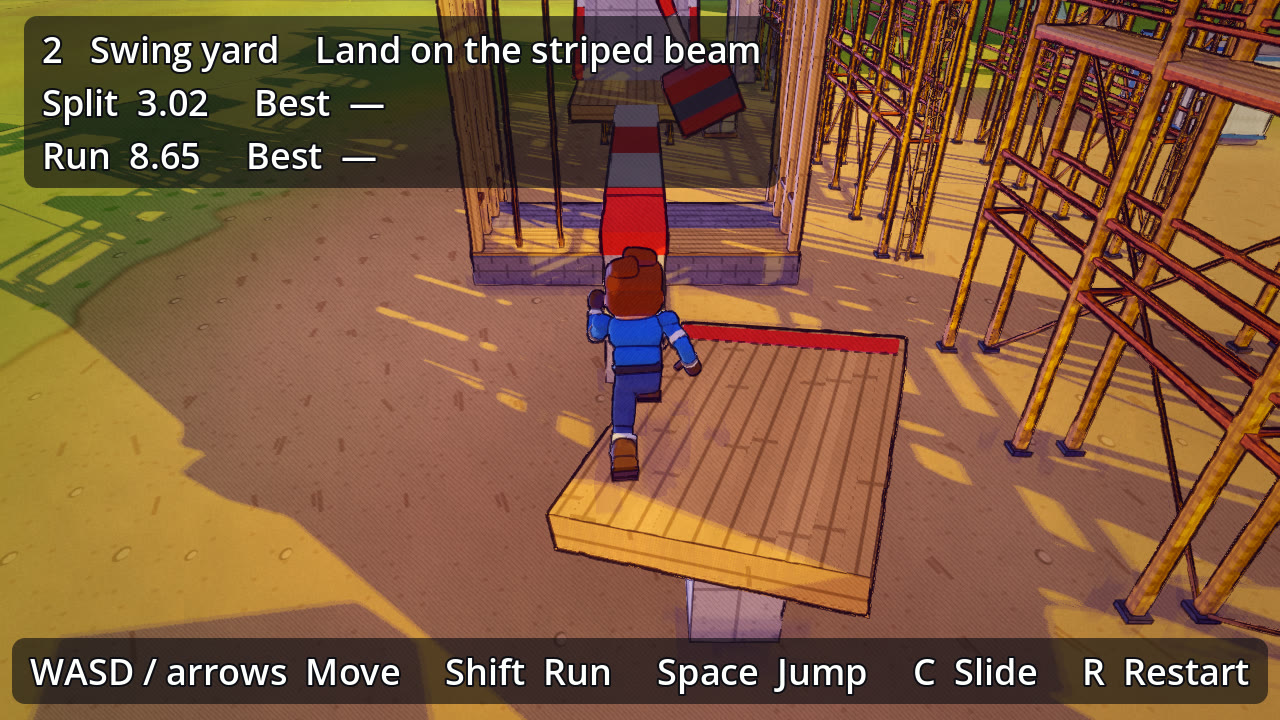 2 Swing yard Land on the striped beam
Split 3.02 Best —
Run 8.65 Best —
WASD / arrows Move Shift Run Space Jump C Slide R Restart